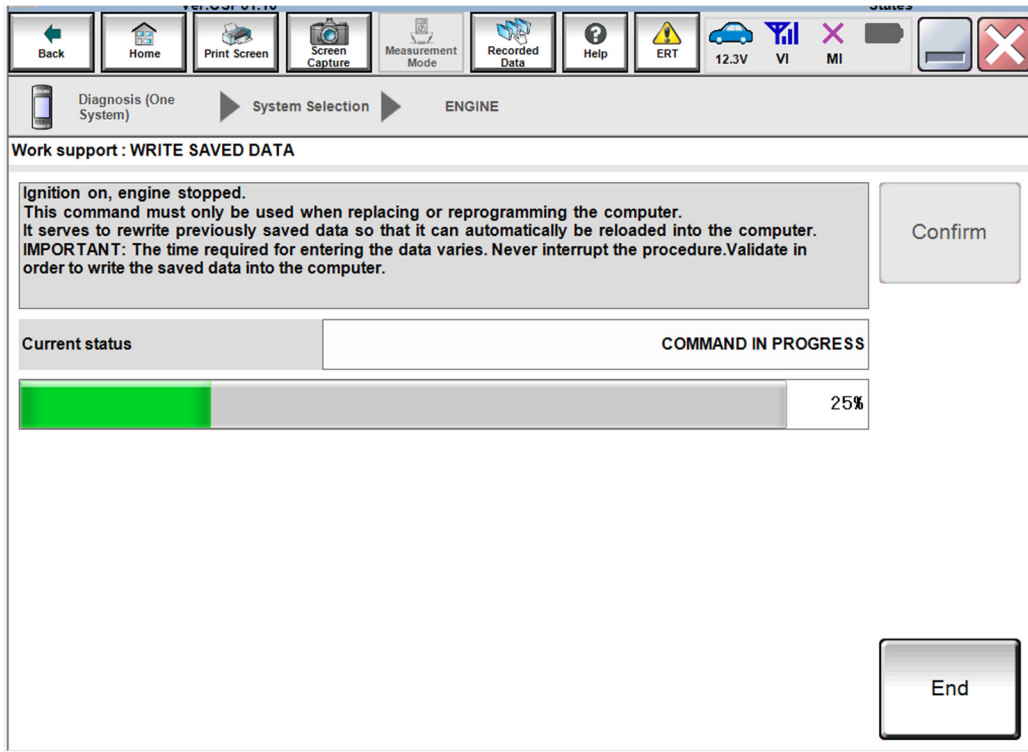 Back
Home
Print Screen
Screen
Capture
Measurement
Mode
Recorded
Data
Help
ERT
12.3V
VI
MI
Diagnosis (One
System)
System Selection
ENGINE
Work support : WRITE SAVED DATA
Ignition on, engine stopped.
This command must only be used when replacing or reprogramming the computer.
It serves to rewrite previously saved data so that it can automatically be reloaded into the computer.
IMPORTANT: The time required for entering the data varies. Never interrupt the procedure.Validate in
order to write the saved data into the computer.
Confirm
Current status
COMMAND IN PROGRESS
25%
End